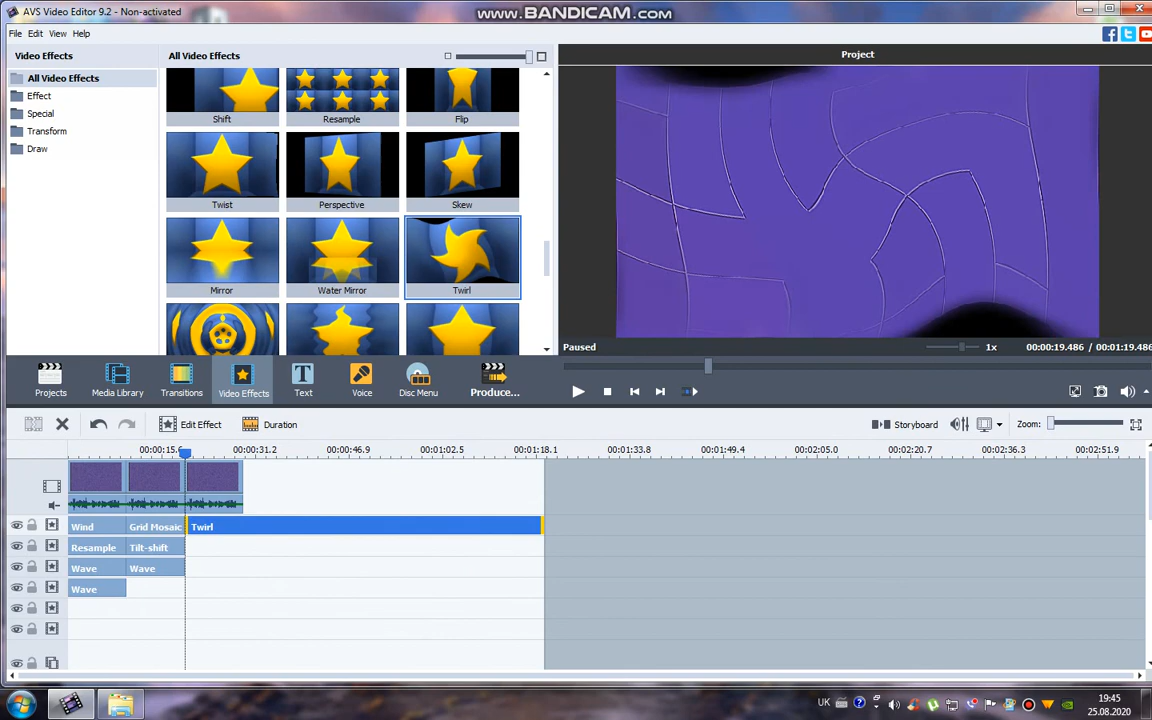 AVS Video Editor 9.2 - Non-activated
www.BANDICAM.com
File Edit View Help
Video Effects
All Video Effects
Project
All Video Effects
Effect
Special
Transform
Draw
Shift Resample Flip
Twist Perspective Skew
Mirror Water Mirror Twirl
Paused
1x
00:00:19.486 / 00:01:19.486
Projects Media Library Transitions Video Effects Text Voice Disc Menu Produce...
Edit Effect Duration
Storyboard
Zoom:
00:00:15.6 00:00:31.2 00:00:46.9 00:01:02.5 00:01:18.1 00:01:33.8 00:01:49.4 00:02:05.0 00:02:20.7 00:02:36.3 00:02:51.9
Wind Grid Mosaic Twirl
Resample Tilt-shift
Wave Wave
Wave
UK
19:45
25.08.2020